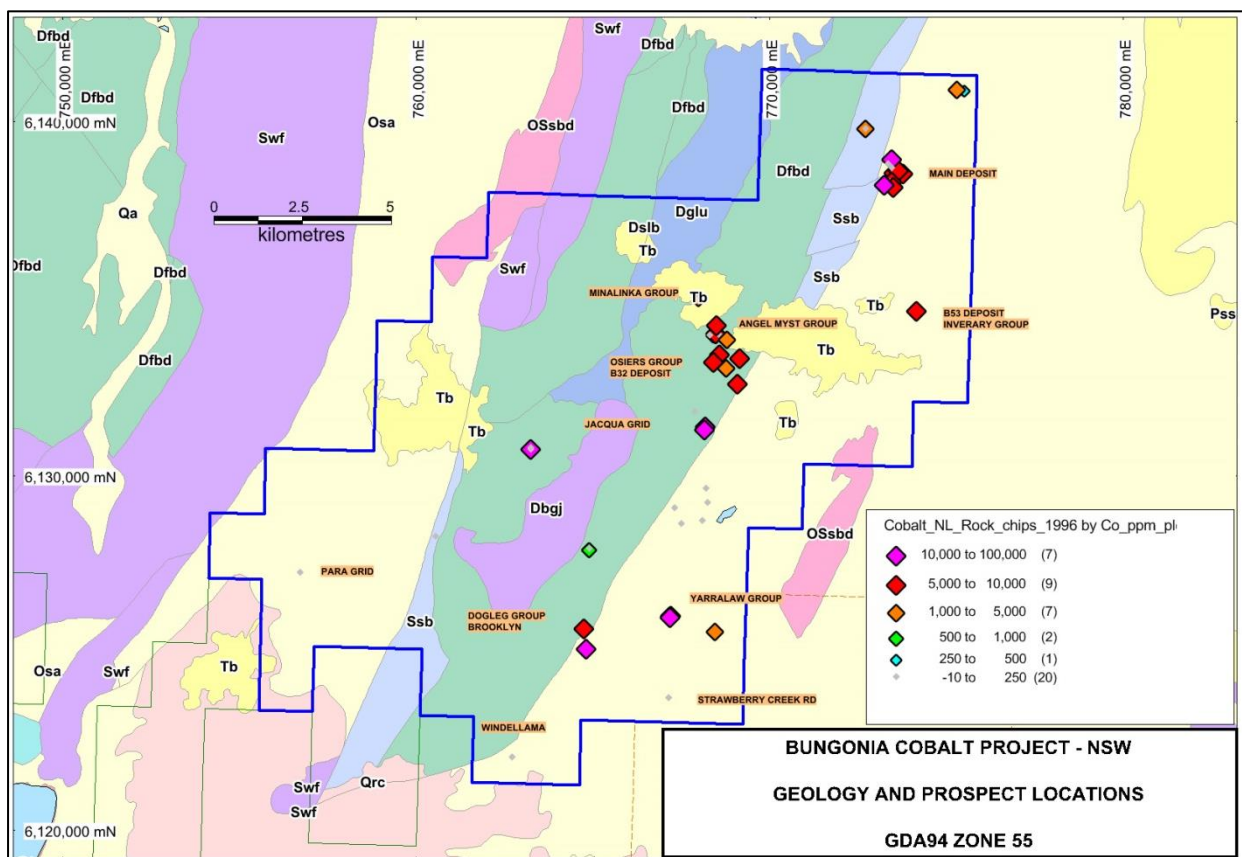 Dfbd
750,000 mE
Dfbd
Swf
Osa
760,000 mE
Swf
Dfbd
Dfbd
770,000 mE
780,000 mE
6,140,000 mN
OSsbd
Dfbd
MAIN DEPOSIT
Qa
0 2.5 5
kilometres
Dglu
Ssb
Dslb
Tb
Dfbd
Dfbd
Swf
Ssb
MINALINKA GROUP
Tb
Tb
B53 DEPOSIT
INVERARY GROUP
Pss
ANGEL MYST GROUP
Dfbd
OSIERS GROUP
B32 DEPOSIT
Tb
Tb
Tb
JACQUA GRID
Tb
6,130,000 mN
Dbgj
OSsbd
Cobalt_NL_Rock_chips_1996 by Co_ppm_pl
10,000 to 100,000 (7)
5,000 to 10,000 (9)
1,000 to 5,000 (7)
500 to 1,000 (2)
250 to 500 (1)
-10 to 250 (20)
PARA GRID
YARRALAW GROUP
DOGLEG GROUP
BROOKLYN
Ssb
Osa
Swf
Tb
STRAWBERRY CREEK RD
WINDELLAMA
Swf
Qrc
Swf
6,120,000 mN
BUNGONIA COBALT PROJECT - NSW
GEOLOGY AND PROSPECT LOCATIONS
GDA94 ZONE 55